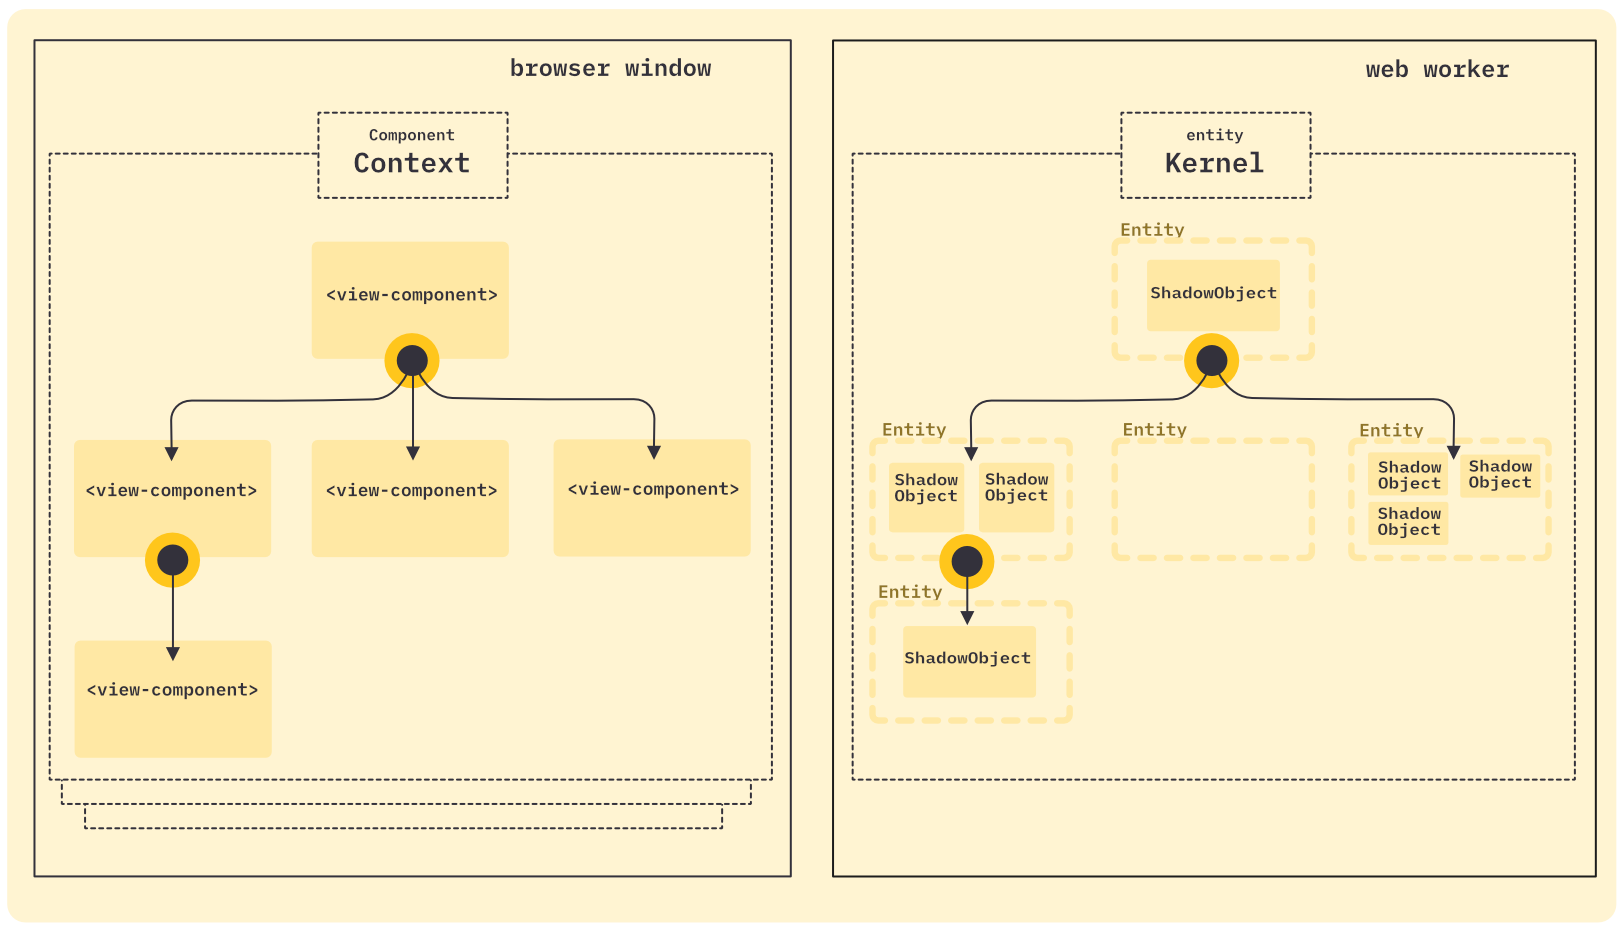 browser window
Component
Context
<view-component>
<view-component>
<view-component>
<view-component>
<view-component>
web worker
entity
Kernel
Entity
ShadowObject
Entity
Shadow
Object
Shadow
Object
Entity
Entity
Shadow
Object
Shadow
Object
Shadow
Object
Entity
ShadowObject